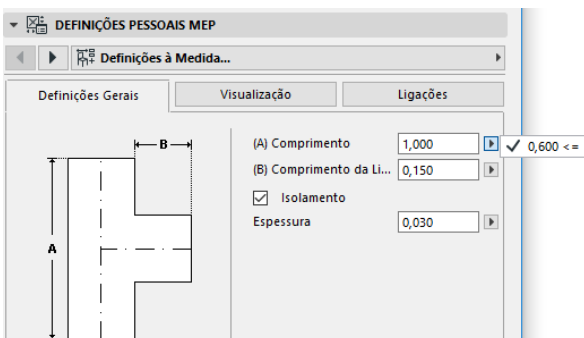 DEFINIÇÕES PESSOAIS MEP
Definições à Medida...
Definições Gerais
Visualização
Ligações
B
A
(A) Comprimento 1,000
0,600 <=
(B) Comprimento da Li... 0,150
Isolamento
Espessura 0,030